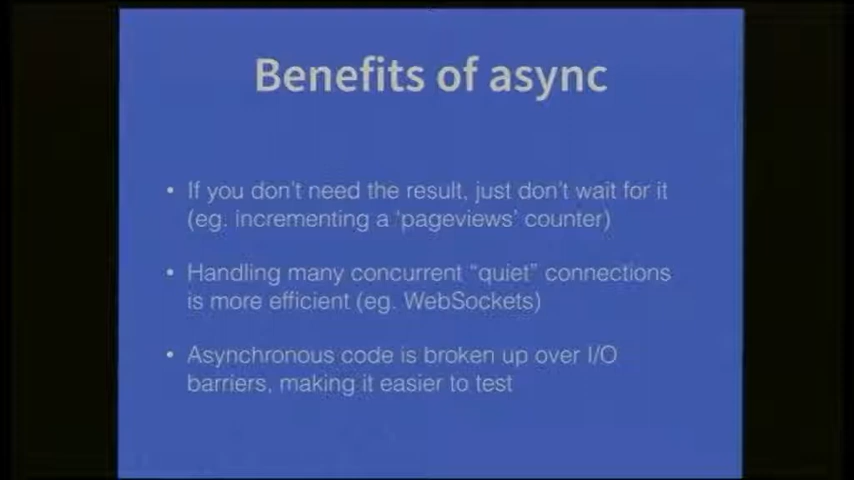 Benefits of async
• If you don't need the result, just don't wait for it
(eg. incrementing a 'pageviews' counter)
• Handling many concurrent “quiet” connections
is more efficient (eg. WebSockets)
• Asynchronous code is broken up over I/O
barriers, making it easier to test